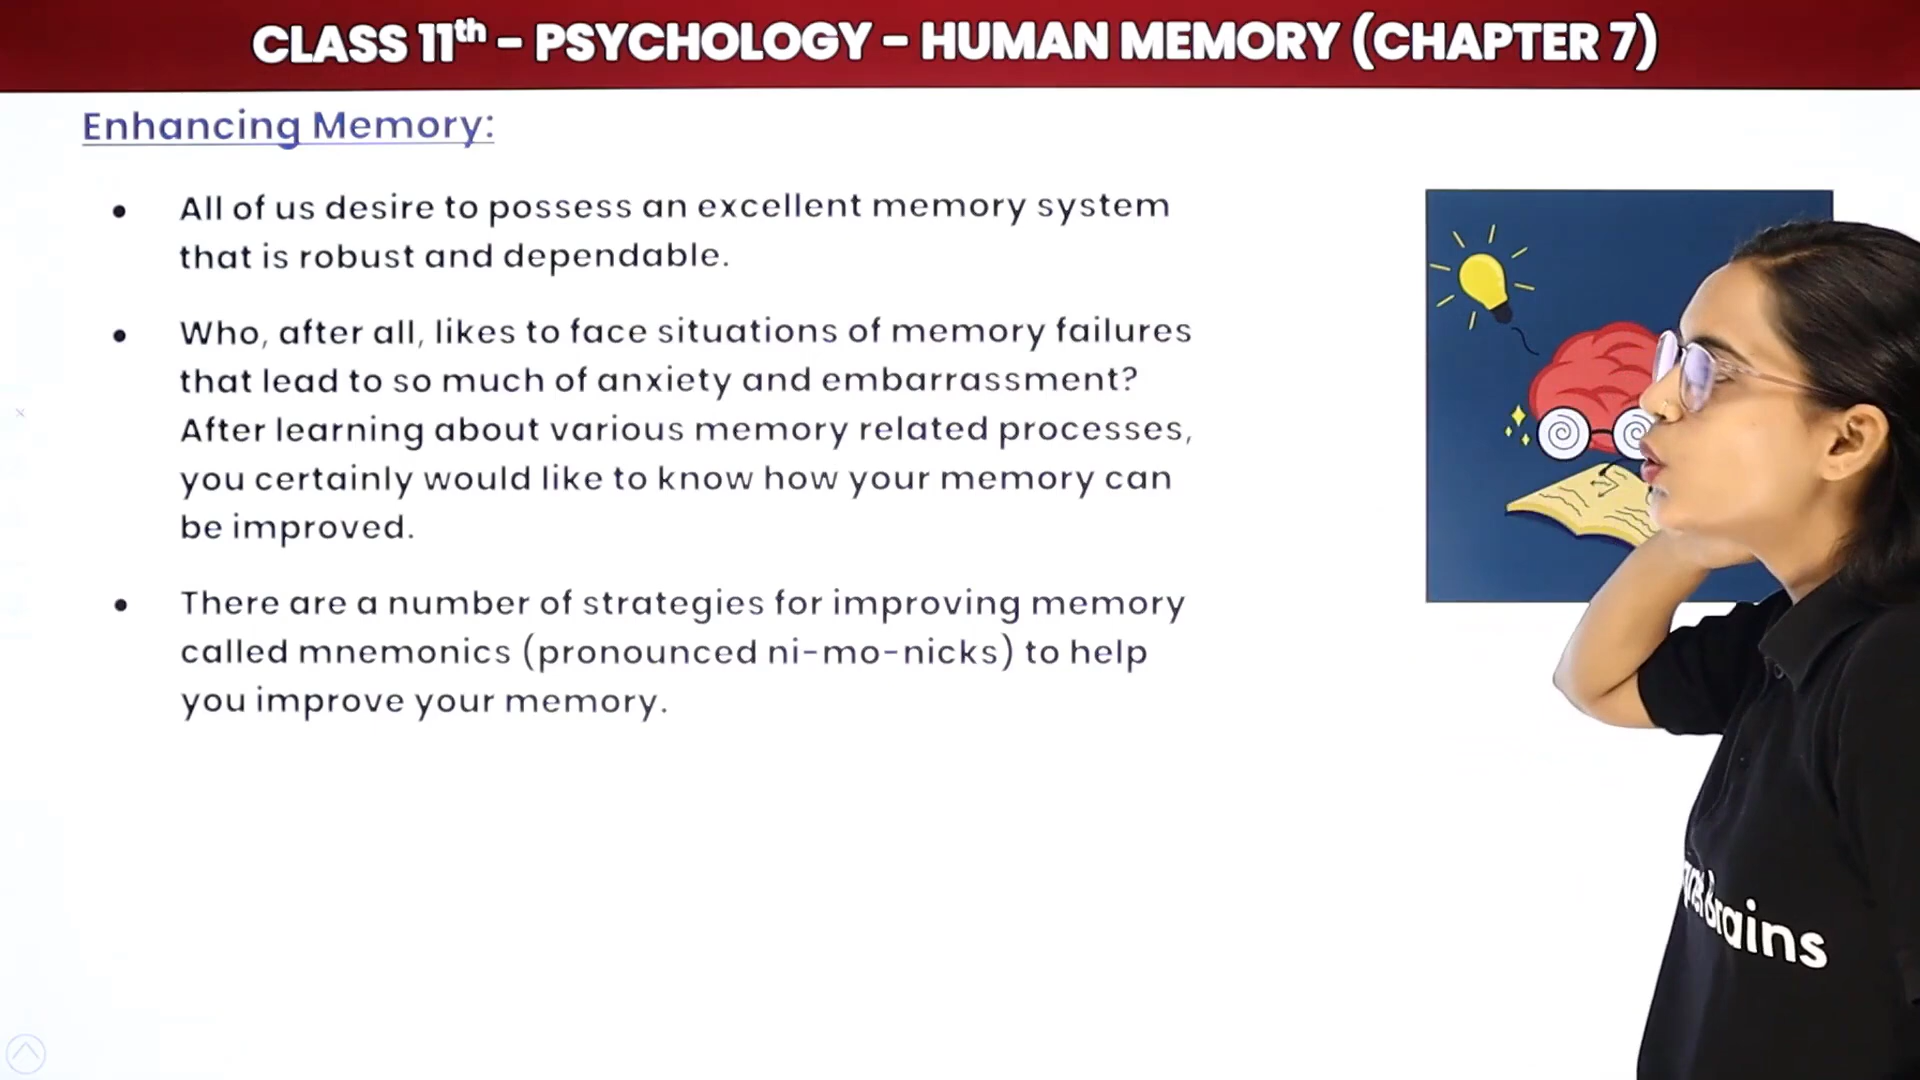 CLASS 11th - PSYCHOLOGY - HUMAN MEMORY (CHAPTER 7)
Enhancing Memory:
• All of us desire to possess an excellent memory system
that is robust and dependable.
• Who, after all, likes to face situations of memory failures
that lead to so much of anxiety and embarrassment?
After learning about various memory related processes,
you certainly would like to know how your memory can
be improved.
• There are a number of strategies for improving memory
called mnemonics (pronounced ni-mo-nicks) to help
you improve your memory.